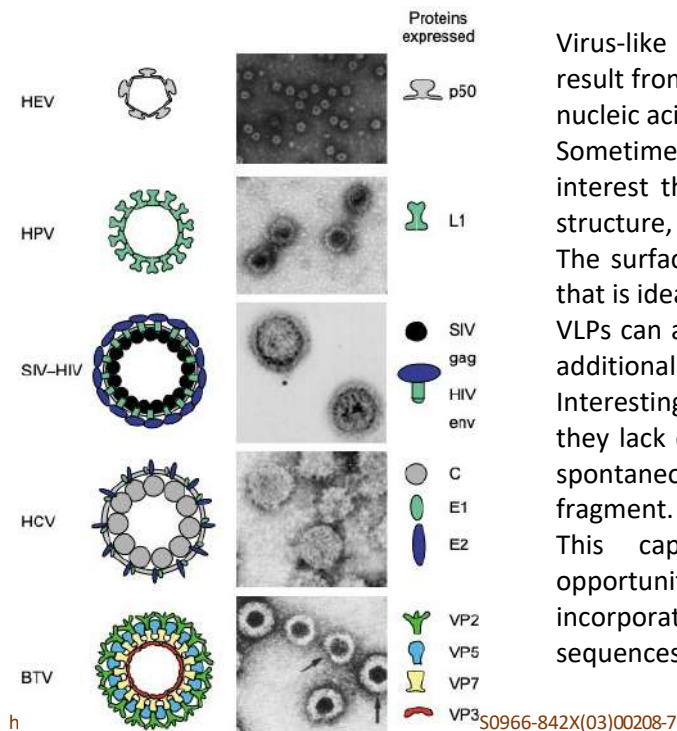 Proteins
expressed
HEV
p50
HPV
L1
SIV–HIV
SIV
gag
HIV
env
HCV
C
E1
E2
BTV
VP2
VP5
VP7
VP3
Virus-like
result from
nucleic aci
Sometime
interest th
structure,
The surfac
that is idea
VLPs can a
additional
Interesting
they lack
spontaneo
fragment.
This cap
opportunit
incorporat
sequences
h
S0966-842X(03)00208-7